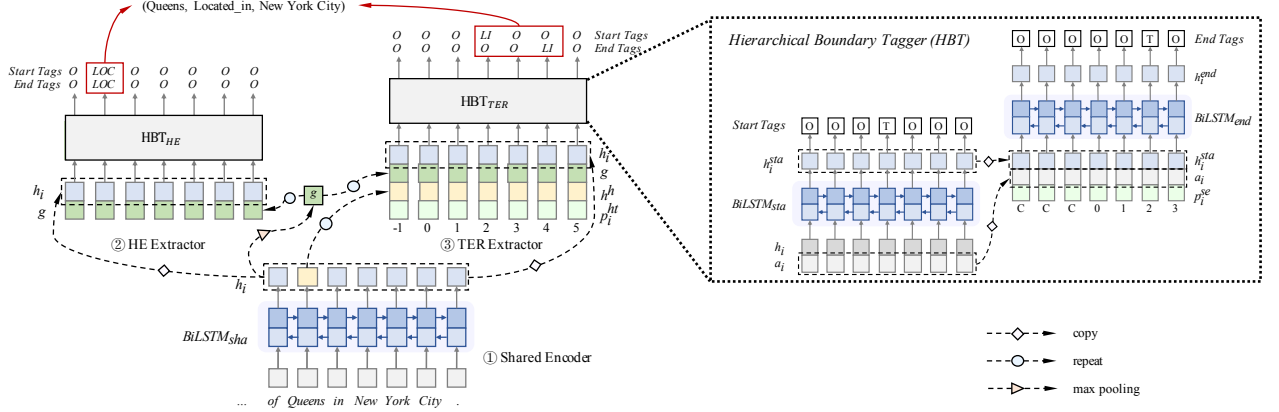 (Queens, Located_in, New York City)
Start Tags O LOC O O O O O
End Tags O LOC O O O O O
HBT_HE
h_i
g
② HE Extractor
O O O LI O O O
O O O O O LI O
Start Tags
End Tags
HBT_TER
h_i
g
h^h
p_i^ht
-1 0 1 2 3 4 5
③ TER Extractor
g
h_i
BiLSTM_sha
① Shared Encoder
... of Queens in New York City .
Hierarchical Boundary Tagger (HBT)
O O O O O T O End Tags
h_i^end
BiLSTM_end
Start Tags O O O T O O O
h_i^sta
BiLSTM_sta
h_i
a_i
h_i^sta
a_i
p_i^se
C C C 0 1 2 3
copy
repeat
max pooling